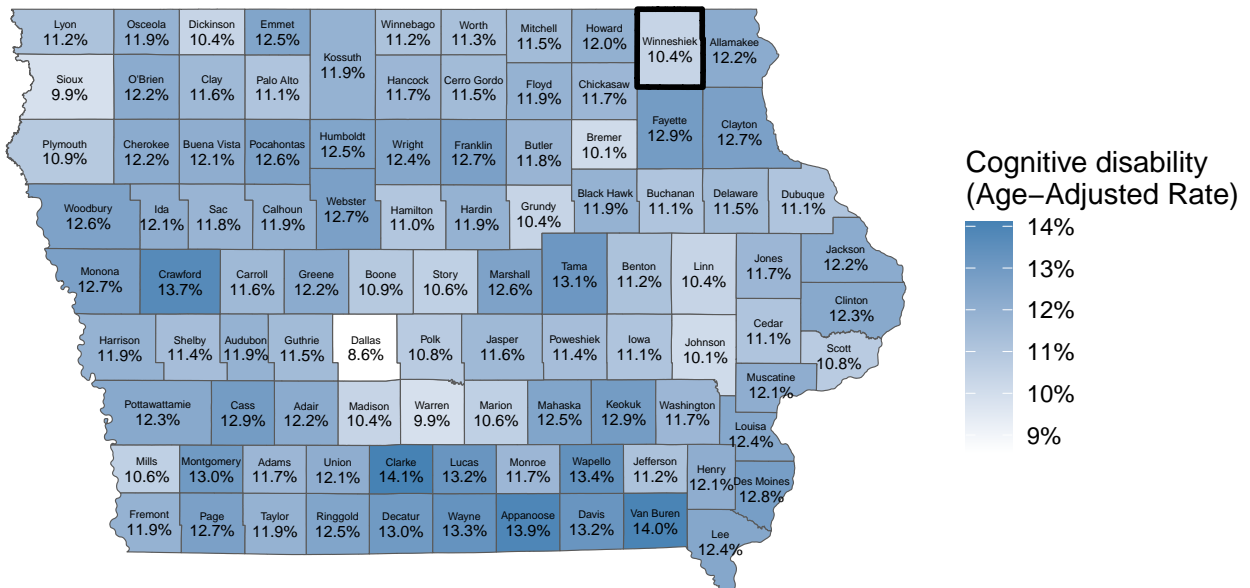 Lyon
11.2%
Osceola
11.9%
Dickinson
10.4%
Emmet
12.5%
Kossuth
11.9%
Winnebago
11.2%
Worth
11.3%
Mitchell
11.5%
Howard
12.0%
Winneshiek
10.4%
Allamakee
12.2%
Sioux
9.9%
O'Brien
12.2%
Clay
11.6%
Palo Alto
11.1%
Hancock
11.7%
Cerro Gordo
11.5%
Floyd
11.9%
Chickasaw
11.7%
Fayette
12.9%
Clayton
12.7%
Plymouth
10.9%
Cherokee
12.2%
Buena Vista
12.1%
Pocahontas
12.6%
Humboldt
12.5%
Wright
12.4%
Franklin
12.7%
Butler
11.8%
Bremer
10.1%
Woodbury
12.6%
Ida
12.1%
Sac
11.8%
Calhoun
11.9%
Webster
12.7%
Hamilton
11.0%
Hardin
11.9%
Grundy
10.4%
Black Hawk
11.9%
Buchanan
11.1%
Delaware
11.5%
Dubuque
11.1%
Monona
12.7%
Crawford
13.7%
Carroll
11.6%
Greene
12.2%
Boone
10.9%
Story
10.6%
Marshall
12.6%
Tama
13.1%
Benton
11.2%
Linn
10.4%
Jones
11.7%
Jackson
12.2%
Clinton
12.3%
Harrison
11.9%
Shelby
11.4%
Audubon
11.9%
Guthrie
11.5%
Dallas
8.6%
Polk
10.8%
Jasper
11.6%
Poweshiek
11.4%
Iowa
11.1%
Johnson
10.1%
Cedar
11.1%
Scott
10.8%
Muscatine
12.1%
Pottawattamie
12.3%
Cass
12.9%
Adair
12.2%
Madison
10.4%
Warren
9.9%
Marion
10.6%
Mahaska
12.5%
Keokuk
12.9%
Washington
11.7%
Louisa
12.4%
Mills
10.6%
Montgomery
13.0%
Adams
11.7%
Union
12.1%
Clarke
14.1%
Lucas
13.2%
Monroe
11.7%
Wapello
13.4%
Jefferson
11.2%
Henry
12.1%
Des Moines
12.8%
Fremont
11.9%
Page
12.7%
Taylor
11.9%
Ringgold
12.5%
Decatur
13.0%
Wayne
13.3%
Appanoose
13.9%
Davis
13.2%
Van Buren
14.0%
Lee
12.4%
Cognitive disability
(Age−Adjusted Rate)
14%
13%
12%
11%
10%
9%